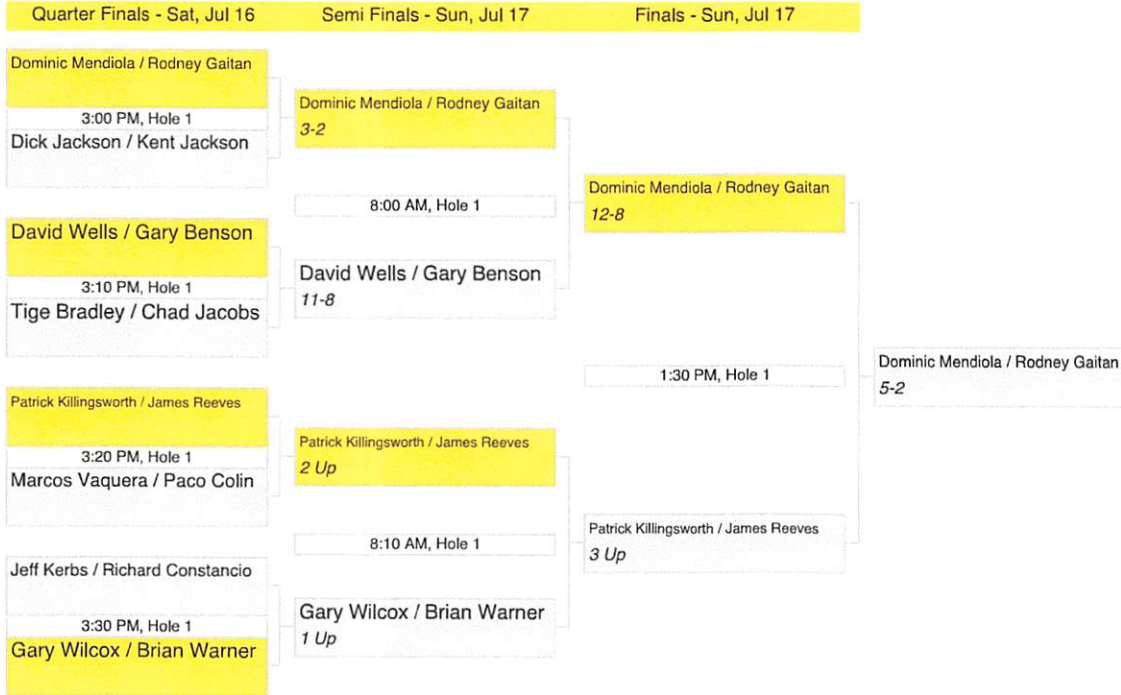 Quarter Finals - Sat, Jul 16
Semi Finals - Sun, Jul 17
Finals - Sun, Jul 17
Dominic Mendiola / Rodney Gaitan
3:00 PM, Hole 1
Dick Jackson / Kent Jackson
David Wells / Gary Benson
3:10 PM, Hole 1
Tige Bradley / Chad Jacobs
Patrick Killingsworth / James Reeves
3:20 PM, Hole 1
Marcos Vaquera / Paco Colin
Jeff Kerbs / Richard Constancio
3:30 PM, Hole 1
Gary Wilcox / Brian Warner
Dominic Mendiola / Rodney Gaitan
3-2
8:00 AM, Hole 1
David Wells / Gary Benson
11-8
Patrick Killingsworth / James Reeves
2 Up
8:10 AM, Hole 1
Gary Wilcox / Brian Warner
1 Up
Dominic Mendiola / Rodney Gaitan
12-8
1:30 PM, Hole 1
Patrick Killingsworth / James Reeves
3 Up
Dominic Mendiola / Rodney Gaitan
5-2